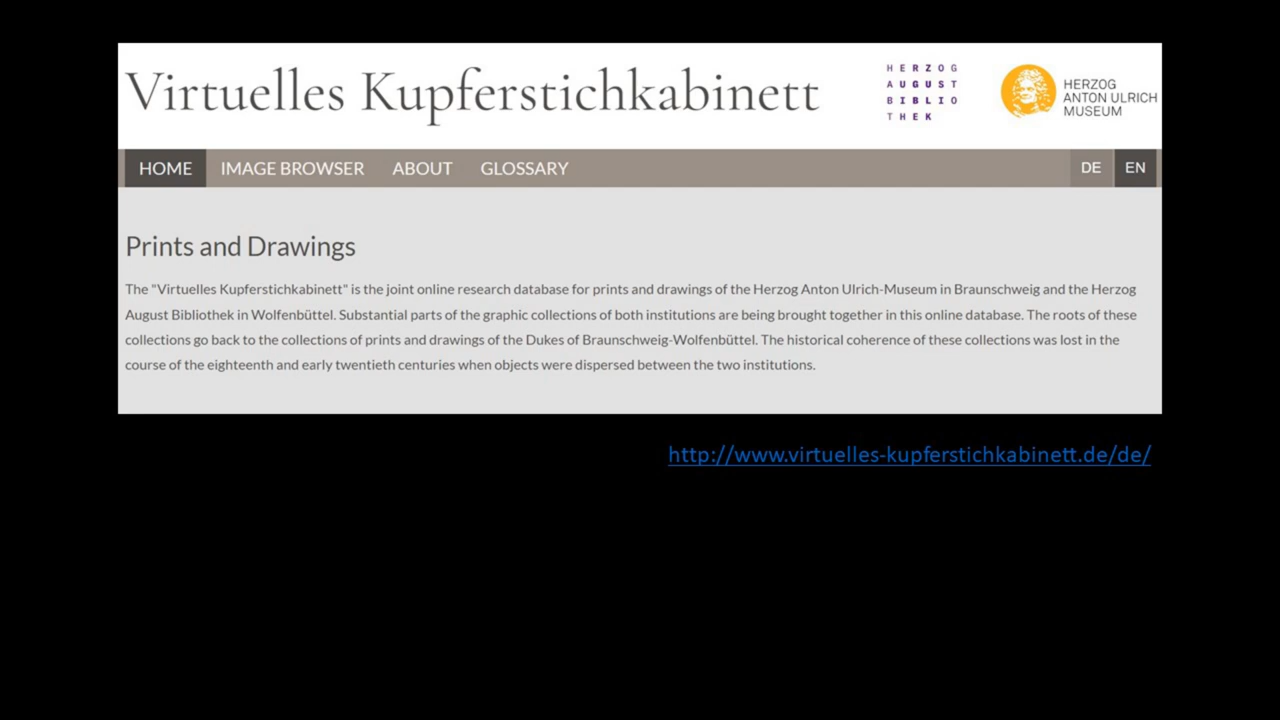 Virtuelles Kupferstichkabinett
HERZOG
AUGUST
BIBLIO
THEK
HERZOG
ANTON ULRICH
MUSEUM
HOME IMAGE BROWSER ABOUT GLOSSARY DE EN
Prints and Drawings
The "Virtuelles Kupferstichkabinett" is the joint online research database for prints and drawings of the Herzog Anton Ulrich-Museum in Braunschweig and the Herzog
August Bibliothek in Wolfenbüttel. Substantial parts of the graphic collections of both institutions are being brought together in this online database. The roots of these
collections go back to the collections of prints and drawings of the Dukes of Braunschweig-Wolfenbüttel. The historical coherence of these collections was lost in the
course of the eighteenth and early twentieth centuries when objects were dispersed between the two institutions.
http://www.virtuelles-kupferstichkabinett.de/de/